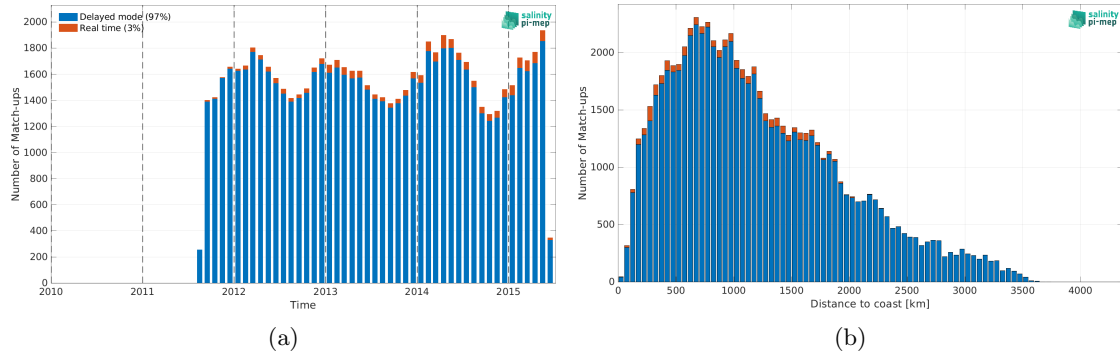 Delayed mode (97%)
Real time (3%)
salinity
pi-mep
Number of Match-ups
2000
1800
1600
1400
1200
1000
800
600
400
200
0
2010
2011
2012
2013
2014
2015
Time
(a)
salinity
pi-mep
Number of Match-ups
2000
1500
1000
500
0
0
500
1000
1500
2000
2500
3000
3500
4000
Distance to coast [km]
(b)